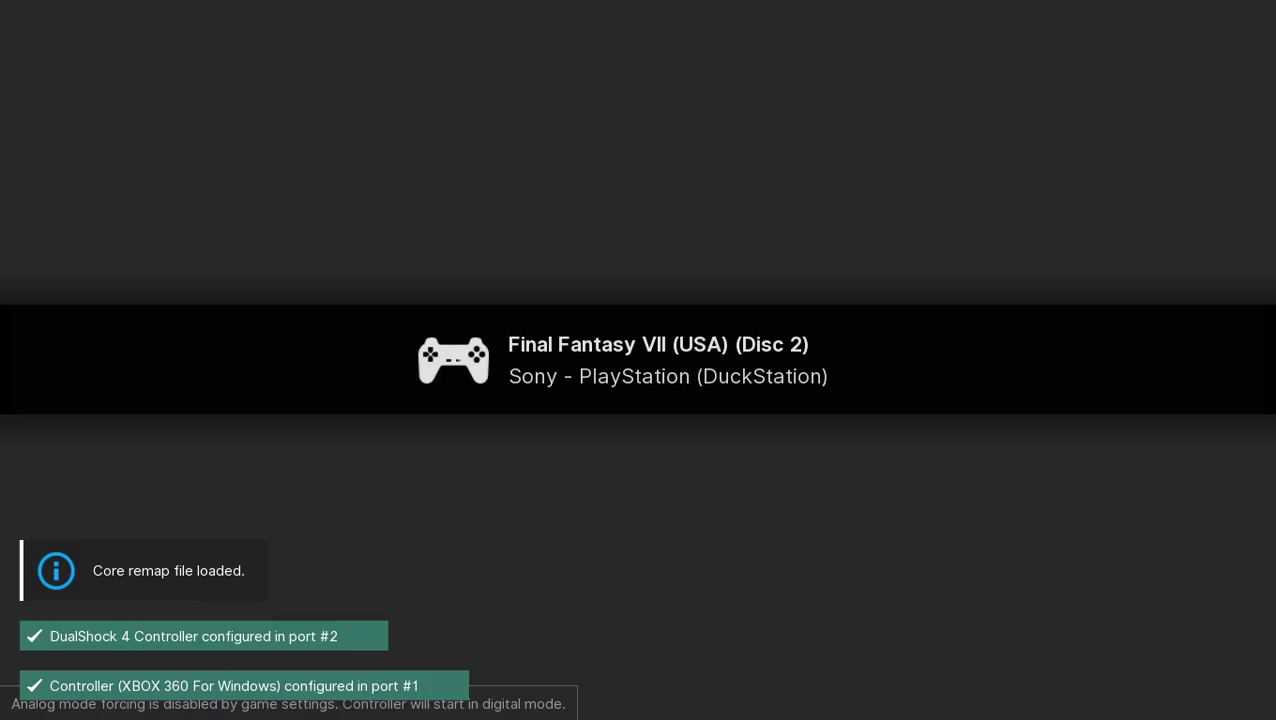 Final Fantasy VII (USA) (Disc 2)
Sony - PlayStation (DuckStation)
Core remap file loaded.
DualShock 4 Controller configured in port #2
Controller (XBOX 360 For Windows) configured in port #1
Analog mode forcing is disabled by game settings. Controller will start in digital mode.